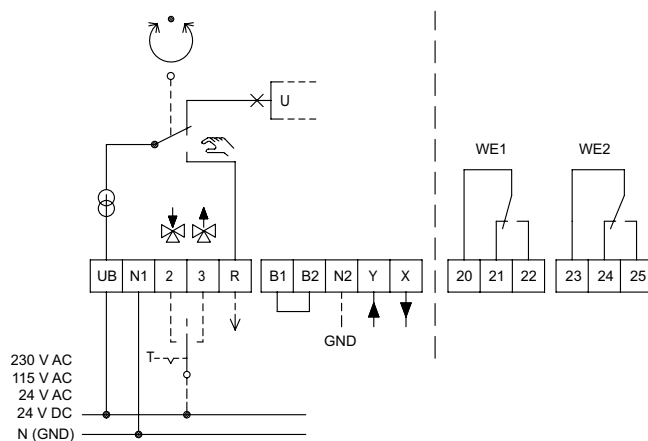 U
WE1
WE2
UB N1 2 3 R
B1 B2 N2 Y X
20 21 22
23 24 25
GND
T
230 V AC
115 V AC
24 V AC
24 V DC
N (GND)